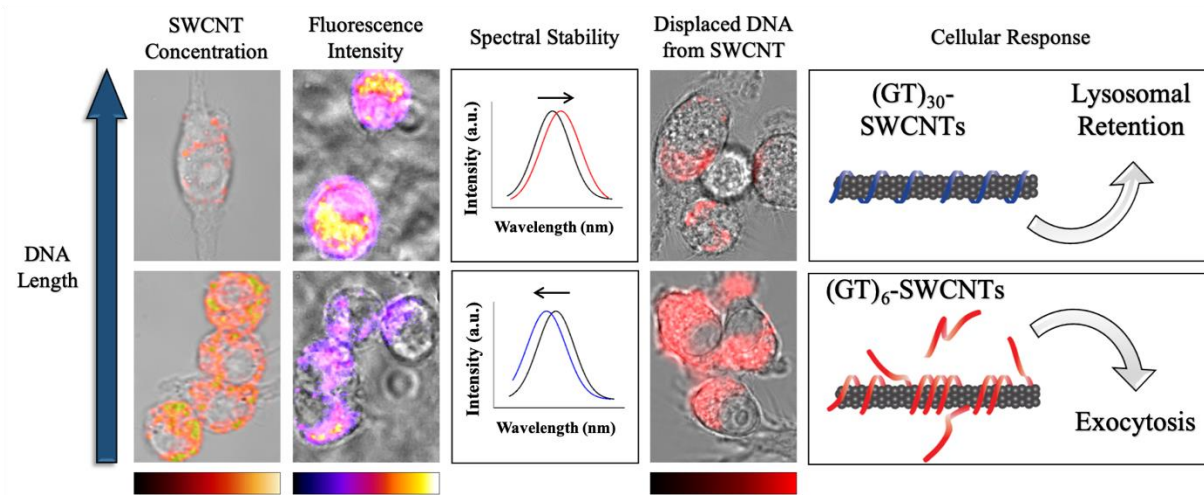 SWCNT
Concentration
Fluorescence
Intensity
Spectral Stability
Displaced DNA
from SWCNT
Cellular Response
DNA
Length
Intensity (a.u.)
Wavelength (nm)
(GT)₃₀-
SWCNTs
Lysosomal
Retention
Intensity (a.u.)
Wavelength (nm)
(GT)₆-SWCNTs
Exocytosis